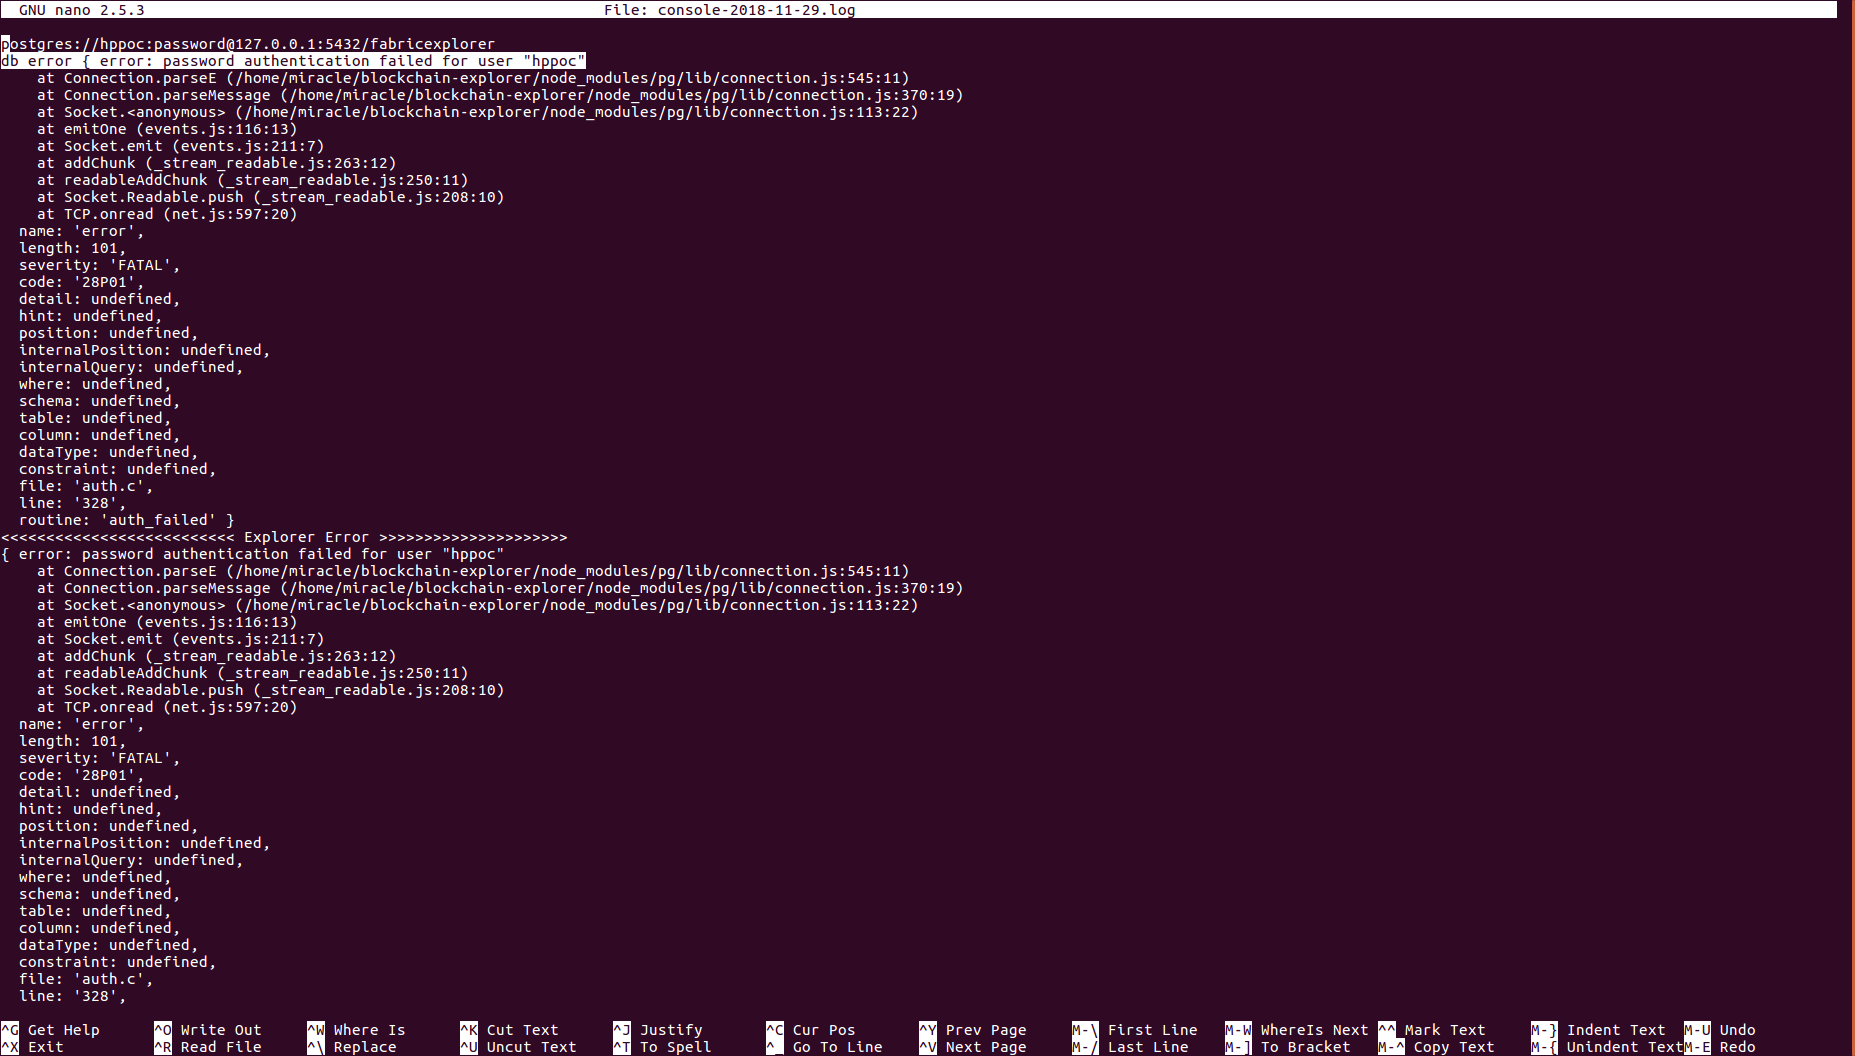 GNU nano 2.5.3 File: console-2018-11-29.log
postgres://hppoc:password@127.0.0.1:5432/fabricexplorer
db error { error: password authentication failed for user "hppoc"
    at Connection.parseE (/home/miracle/blockchain-explorer/node_modules/pg/lib/connection.js:545:11)
    at Connection.parseMessage (/home/miracle/blockchain-explorer/node_modules/pg/lib/connection.js:370:19)
    at Socket.<anonymous> (/home/miracle/blockchain-explorer/node_modules/pg/lib/connection.js:113:22)
    at emitOne (events.js:116:13)
    at Socket.emit (events.js:211:7)
    at addChunk (_stream_readable.js:263:12)
    at readableAddChunk (_stream_readable.js:250:11)
    at Socket.Readable.push (_stream_readable.js:208:10)
    at TCP.onread (net.js:597:20)
  name: 'error',
  length: 101,
  severity: 'FATAL',
  code: '28P01',
  detail: undefined,
  hint: undefined,
  position: undefined,
  internalPosition: undefined,
  internalQuery: undefined,
  where: undefined,
  schema: undefined,
  table: undefined,
  column: undefined,
  dataType: undefined,
  constraint: undefined,
  file: 'auth.c',
  line: '328',
  routine: 'auth_failed' }
<<<<<<<<<<<<<<<<<<<<<<<<<< Explorer Error >>>>>>>>>>>>>>>>>>>>>
{ error: password authentication failed for user "hppoc"
    at Connection.parseE (/home/miracle/blockchain-explorer/node_modules/pg/lib/connection.js:545:11)
    at Connection.parseMessage (/home/miracle/blockchain-explorer/node_modules/pg/lib/connection.js:370:19)
    at Socket.<anonymous> (/home/miracle/blockchain-explorer/node_modules/pg/lib/connection.js:113:22)
    at emitOne (events.js:116:13)
    at Socket.emit (events.js:211:7)
    at addChunk (_stream_readable.js:263:12)
    at readableAddChunk (_stream_readable.js:250:11)
    at Socket.Readable.push (_stream_readable.js:208:10)
    at TCP.onread (net.js:597:20)
  name: 'error',
  length: 101,
  severity: 'FATAL',
  code: '28P01',
  detail: undefined,
  hint: undefined,
  position: undefined,
  internalPosition: undefined,
  internalQuery: undefined,
  where: undefined,
  schema: undefined,
  table: undefined,
  column: undefined,
  dataType: undefined,
  constraint: undefined,
  file: 'auth.c',
  line: '328',
^G Get Help ^O Write Out ^W Where Is ^K Cut Text ^J Justify ^C Cur Pos ^Y Prev Page M-\ First Line M-W WhereIs Next ^^ Mark Text M-} Indent Text M-U Undo
^X Exit ^R Read File ^\ Replace ^U Uncut Text ^T To Spell ^_ Go To Line ^V Next Page M-/ Last Line M-] To Bracket M-^ Copy Text M-{ Unindent Text M-E Redo